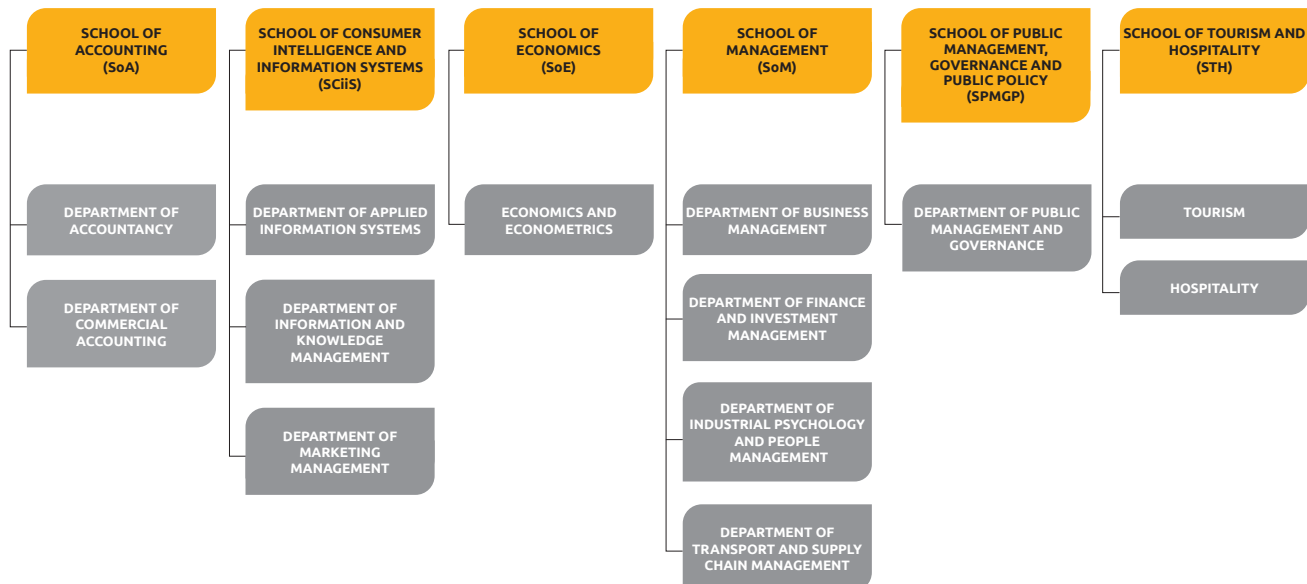 SCHOOL OF
ACCOUNTING
(SoA)
SCHOOL OF CONSUMER
INTELLIGENCE AND
INFORMATION SYSTEMS
(SCiiS)
SCHOOL OF
ECONOMICS
(SoE)
SCHOOL OF
MANAGEMENT
(SoM)
SCHOOL OF PUBLIC
MANAGEMENT,
GOVERNANCE AND
PUBLIC POLICY
(SPMGP)
SCHOOL OF TOURISM AND
HOSPITALITY
(STH)
DEPARTMENT OF
ACCOUNTANCY
DEPARTMENT OF APPLIED
INFORMATION SYSTEMS
ECONOMICS AND
ECONOMETRICS
DEPARTMENT OF BUSINESS
MANAGEMENT
DEPARTMENT OF PUBLIC
MANAGEMENT AND
GOVERNANCE
TOURISM
DEPARTMENT OF
COMMERCIAL
ACCOUNTING
DEPARTMENT OF
INFORMATION AND
KNOWLEDGE
MANAGEMENT
DEPARTMENT OF FINANCE
AND INVESTMENT
MANAGEMENT
HOSPITALITY
DEPARTMENT OF
MARKETING
MANAGEMENT
DEPARTMENT OF
INDUSTRIAL PSYCHOLOGY
AND PEOPLE
MANAGEMENT
DEPARTMENT OF
TRANSPORT AND SUPPLY
CHAIN MANAGEMENT